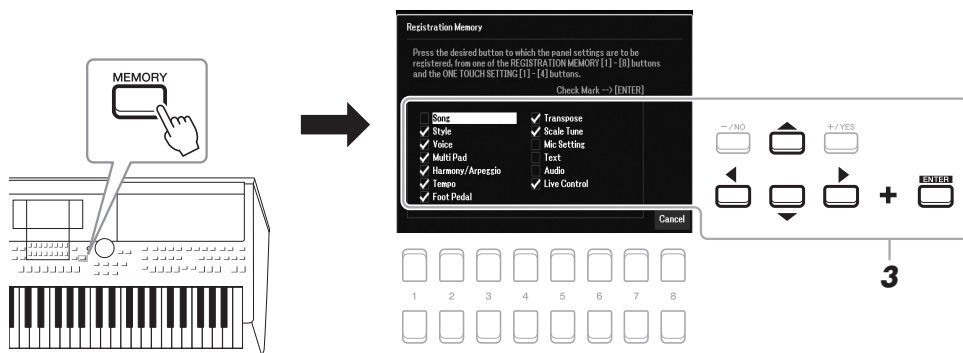 MEMORY
Registration Memory
Press the desired button to which the panel settings are to be
registered, from one of the REGISTRATION MEMORY [1] - [8] buttons
and the ONE TOUCH SETTING [1] - [4] buttons.
Check Mark --> [ENTER]
Song
Style
Voice
Multi Pad
Harmony/Arpeggio
Tempo
Foot Pedal
Transpose
Scale Tune
Mic Setting
Text
Audio
Live Control
Cancel
-/NO
+/YES
+
ENTER
3
1 2 3 4 5 6 7 8